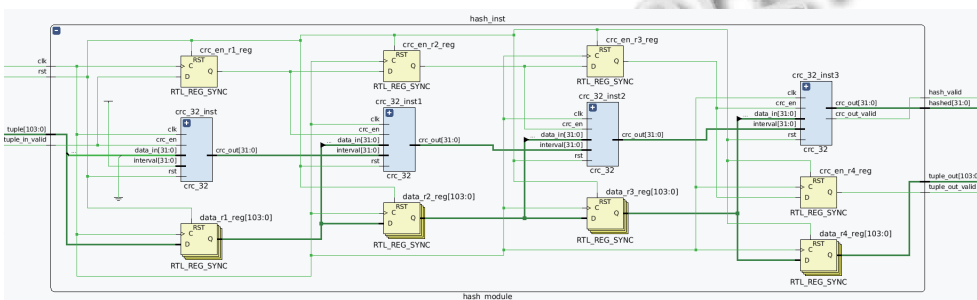 hash_inst
clk
rst
tuple[103:0]
tuple_in_valid
crc_en_r1_reg
RST
C
D
Q
RTL_REG_SYNC
crc_32_inst
clk
crc_en
data_in[31:0]
interval[31:0]
rst
crc_out[31:0]
crc_32
data_r1_reg[103:0]
RST
C
D
Q
RTL_REG_SYNC
crc_en_r2_reg
RST
C
D
Q
RTL_REG_SYNC
crc_32_inst1
clk
crc_en
... data_in[31:0]
interval[31:0]
rst
crc_out[31:0]
crc_32
data_r2_reg[103:0]
RST
C
D
Q
RTL_REG_SYNC
crc_en_r3_reg
RST
C
D
Q
RTL_REG_SYNC
crc_32_inst2
clk
crc_en
... data_in[31:0]
interval[31:0]
rst
crc_out[31:0]
crc_32
data_r3_reg[103:0]
RST
C
D
Q
RTL_REG_SYNC
crc_32_inst3
clk
crc_en
... data_in[31:0]
interval[31:0]
rst
crc_out[31:0]
crc_out_valid
crc_32
crc_en_r4_reg
RST
C
D
Q
RTL_REG_SYNC
data_r4_reg[103:0]
RST
C
D
Q
RTL_REG_SYNC
hash_valid
hashed[31:0]
tuple_out[103:0
tuple_out_valid
hash_module